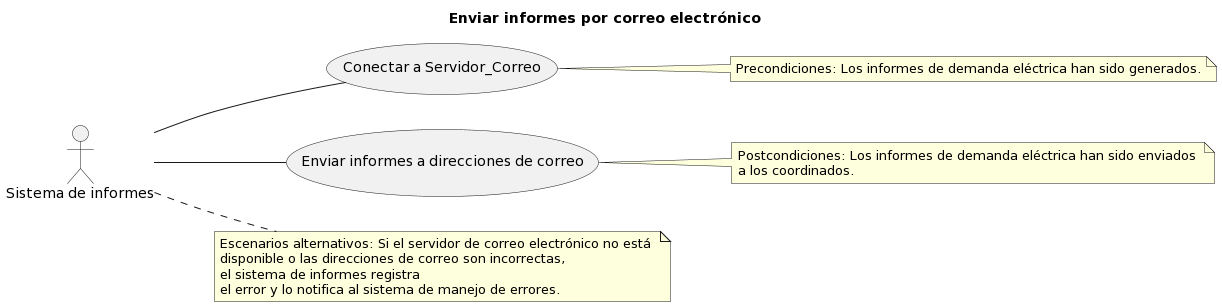 Enviar informes por correo electrónico
Conectar a Servidor_Correo
Precondiciones: Los informes de demanda eléctrica han sido generados.
Sistema de informes
Enviar informes a direcciones de correo
Postcondiciones: Los informes de demanda eléctrica han sido enviados
a los coordinados.
Escenarios alternativos: Si el servidor de correo electrónico no está
disponible o las direcciones de correo son incorrectas,
el sistema de informes registra
el error y lo notifica al sistema de manejo de errores.